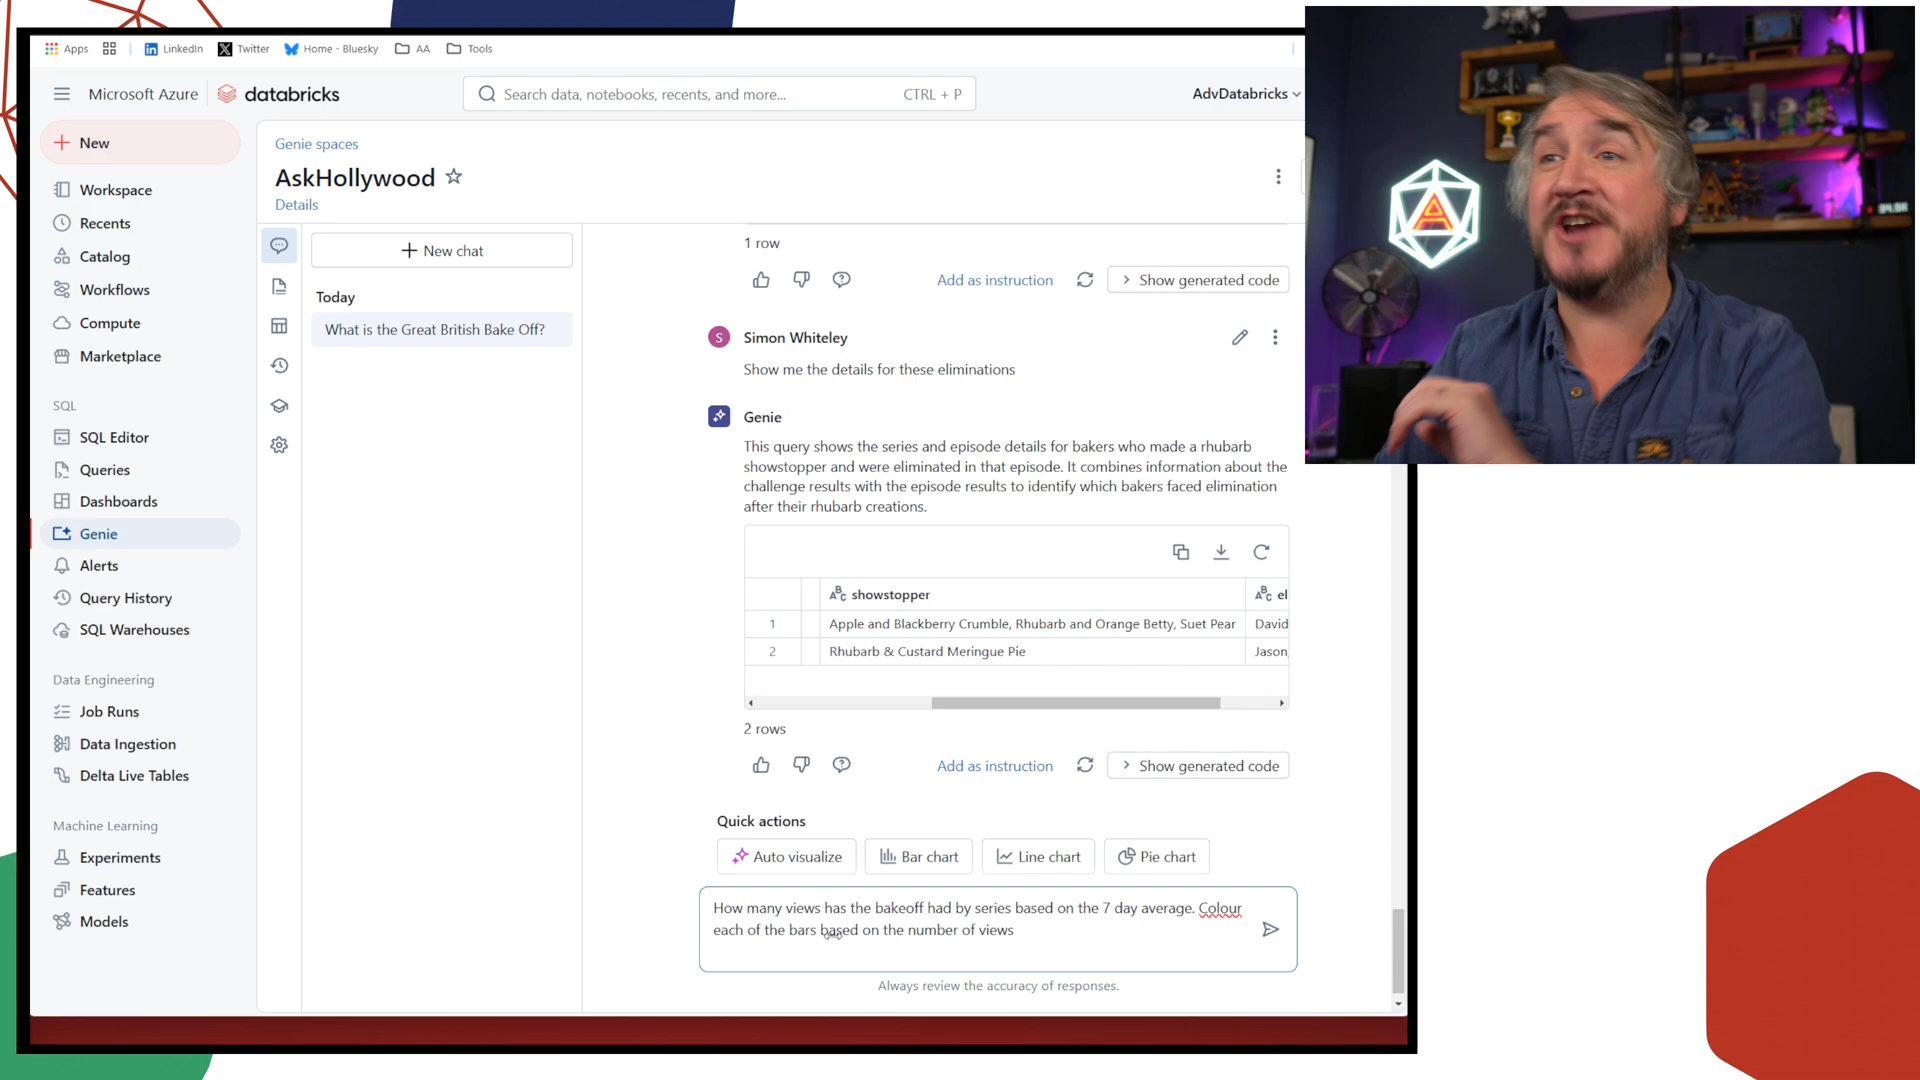 Apps
LinkedIn
Twitter
Home - Bluesky
AA
Tools
Microsoft Azure
databricks
Search data, notebooks, recents, and more...
CTRL + P
AdvDatabricks
New
Workspace
Recents
Catalog
Workflows
Compute
Marketplace
SQL
SQL Editor
Queries
Dashboards
Genie
Alerts
Query History
SQL Warehouses
Data Engineering
Job Runs
Data Ingestion
Delta Live Tables
Machine Learning
Experiments
Features
Models
Genie spaces
AskHollywood
Details
New chat
Today
What is the Great British Bake Off?
1 row
Add as instruction
Show generated code
S
Simon Whiteley
Show me the details for these eliminations
Genie
This query shows the series and episode details for bakers who made a rhubarb
showstopper and were eliminated in that episode. It combines information about the
challenge results with the episode results to identify which bakers faced elimination
after their rhubarb creations.
showstopper
el
1
Apple and Blackberry Crumble, Rhubarb and Orange Betty, Suet Pear
David
2
Rhubarb & Custard Meringue Pie
Jason,
2 rows
Add as instruction
Show generated code
Quick actions
Auto visualize
Bar chart
Line chart
Pie chart
How many views has the bakeoff had by series based on the 7 day average. Colour
each of the bars based on the number of views
Always review the accuracy of responses.